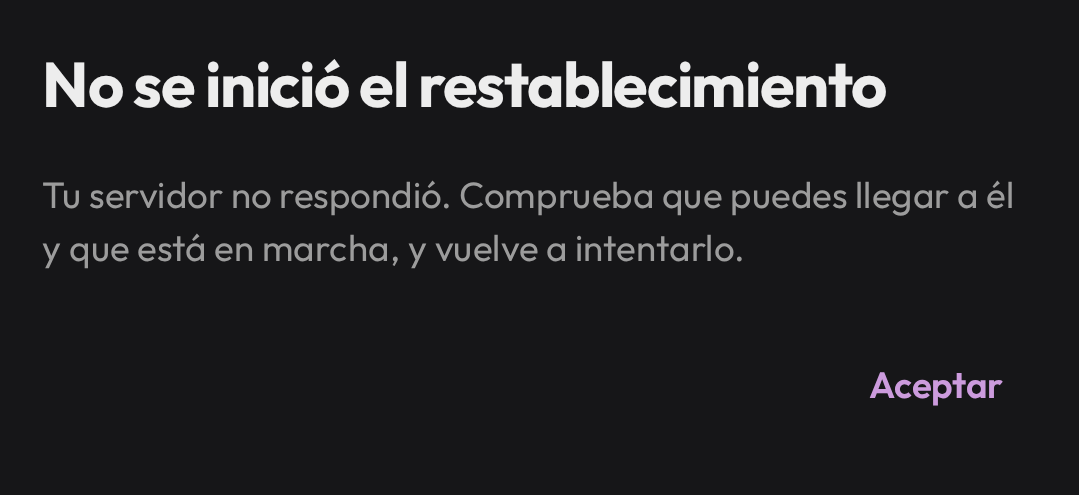 No se inició el restablecimiento
Tu servidor no respondió. Comprueba que puedes llegar a él
y que está en marcha, y vuelve a intentarlo.
Aceptar